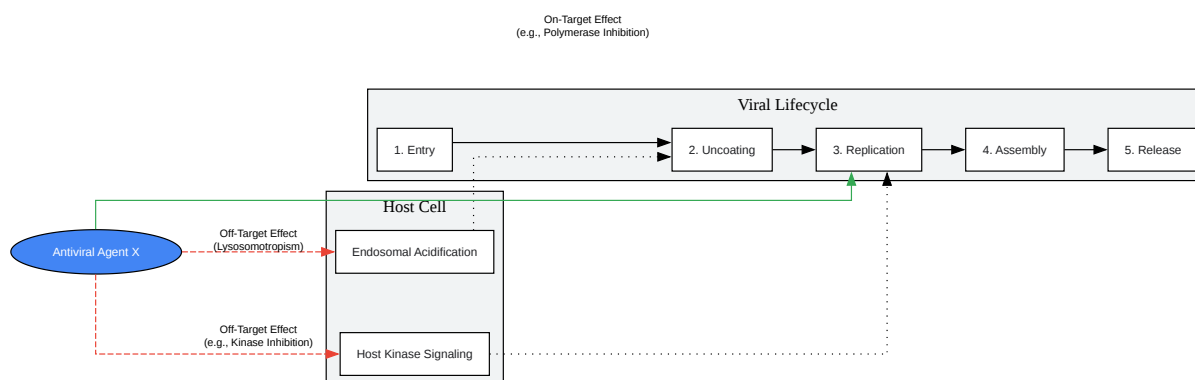 On-Target Effect
(e.g., Polymerase Inhibition)
Viral Lifecycle
1. Entry
2. Uncoating
3. Replication
4. Assembly
5. Release
Host Cell
Off-Target Effect
(Lysosomotropism)
Antiviral Agent X
Endosomal Acidification
Off-Target Effect
(e.g., Kinase Inhibition)
Host Kinase Signaling